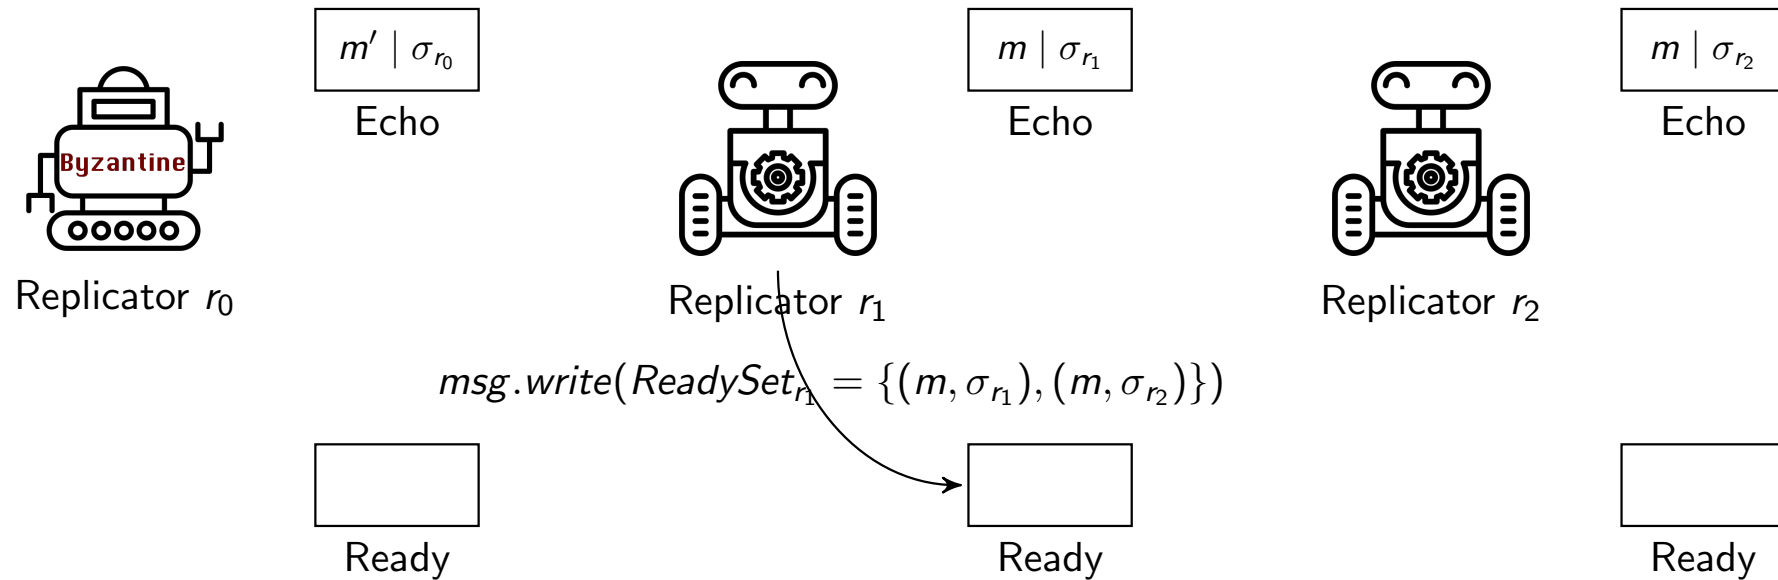 m′ | σ_{r_0}
m | σ_{r_1}
m | σ_{r_2}
Echo
Echo
Echo
Byzantine
Replicator r_0
Replicator r_1
Replicator r_2
msg.write(ReadySet_{r_1} = {(m, σ_{r_1}), (m, σ_{r_2})})
Ready
Ready
Ready